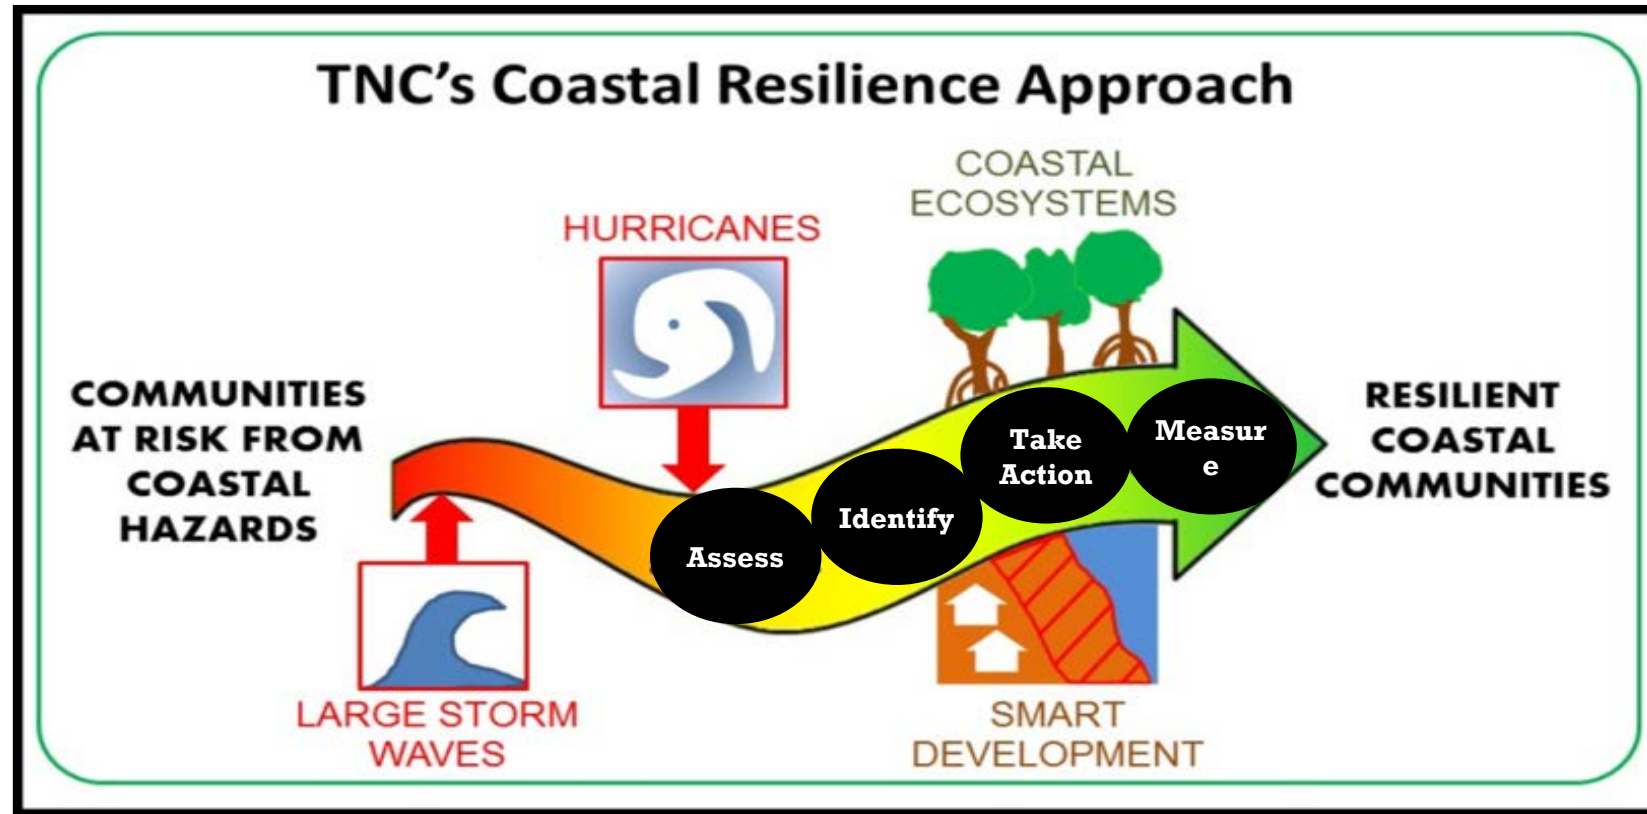 TNC’s Coastal Resilience Approach
COASTAL
ECOSYSTEMS
HURRICANES
COMMUNITIES
AT RISK FROM
COASTAL
HAZARDS
Assess
Identify
Take
Action
Measur
e
RESILIENT
COASTAL
COMMUNITIES
LARGE STORM
WAVES
SMART
DEVELOPMENT